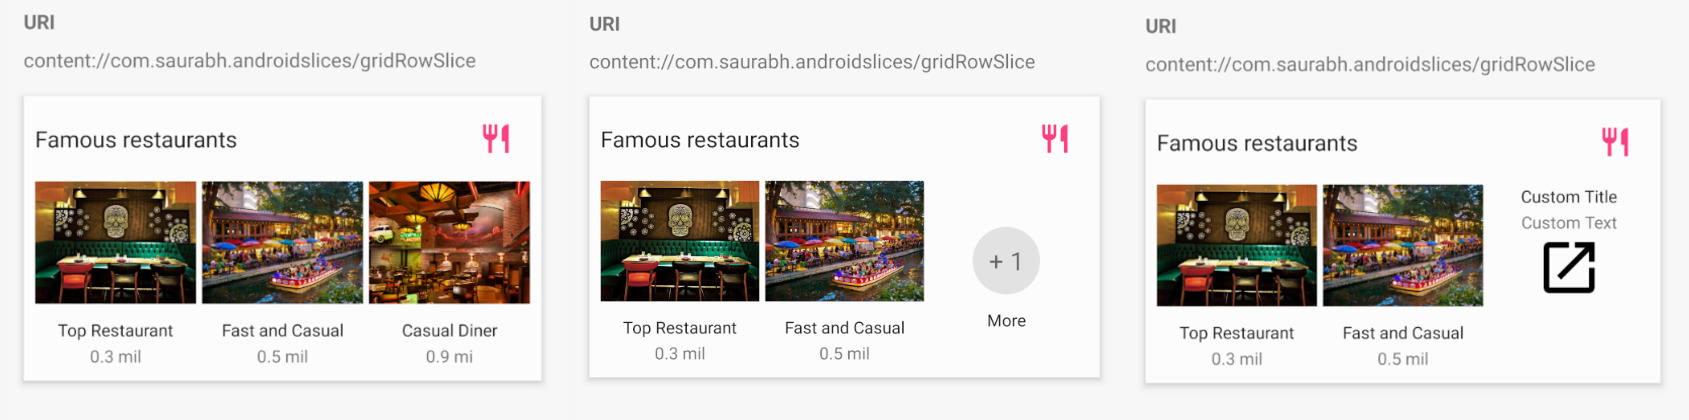 URI
content://com.saurabh.androidslices/gridRowSlice
Famous restaurants
Top Restaurant
0.3 mil
Fast and Casual
0.5 mil
Casual Diner
0.9 mi
URI
content://com.saurabh.androidslices/gridRowSlice
Famous restaurants
Top Restaurant
0.3 mil
Fast and Casual
0.5 mil
+ 1
More
URI
content://com.saurabh.androidslices/gridRowSlice
Famous restaurants
Top Restaurant
0.3 mil
Fast and Casual
0.5 mil
Custom Title
Custom Text